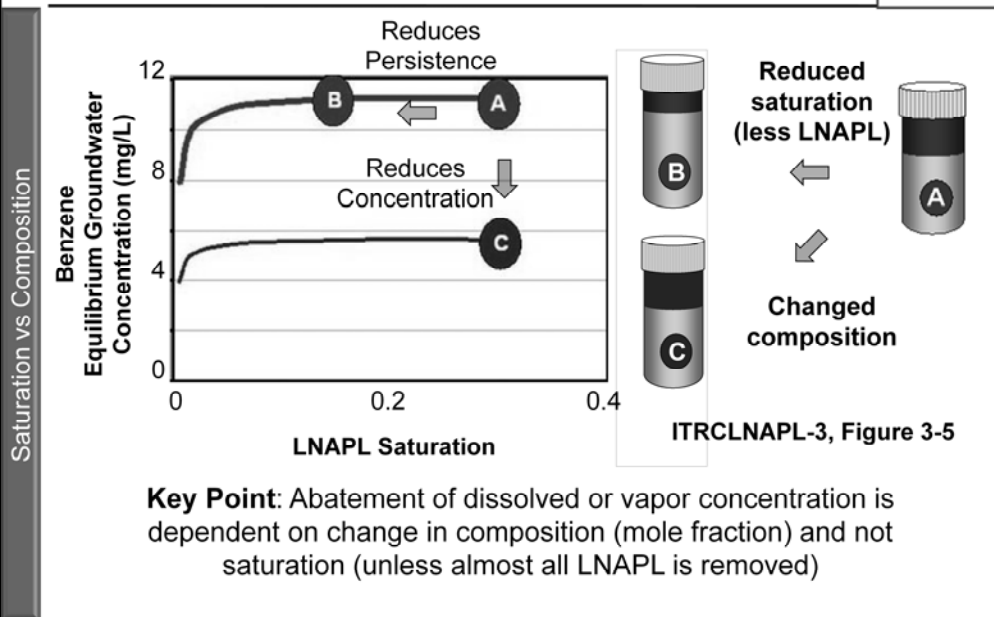 Saturation vs Composition
Reduces
Persistence
12
8
4
0
Benzene
Equilibrium Groundwater
Concentration (mg/L)
B
A
Reduces
Concentration
C
0
0.2
0.4
LNAPL Saturation
B
C
Reduced
saturation
(less LNAPL)
A
Changed
composition
ITRCLNAPL-3, Figure 3-5
Key Point: Abatement of dissolved or vapor concentration is
dependent on change in composition (mole fraction) and not
saturation (unless almost all LNAPL is removed)